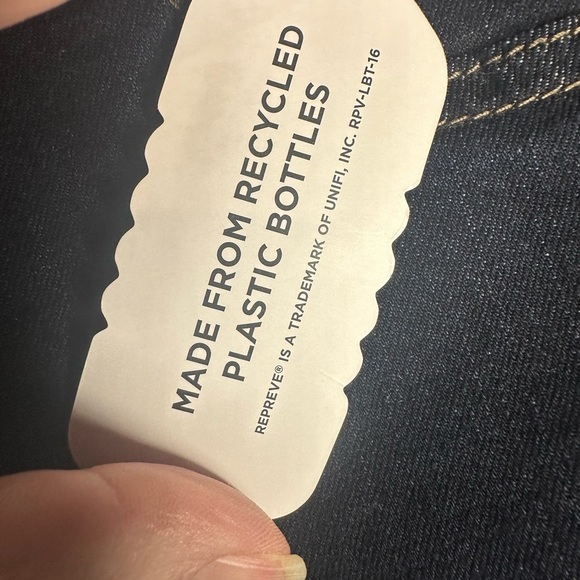 MADE FROM RECYCLED
PLASTIC BOTTLES
REPREVE® IS A TRADEMARK OF UNIFI, INC. RPV-LBT-16